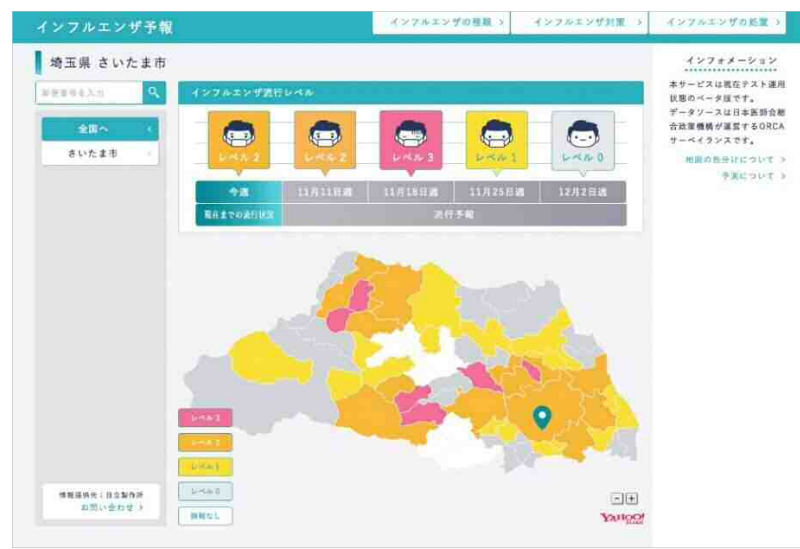 インフルエンザ予報
インフルエンザの種類
インフルエンザ対策
インフルエンザの処置
埼玉県 さいたま市
郵便番号を入力
全国へ
さいたま市
インフルエンザ流行レベル
レベル 2
レベル 2
レベル 3
レベル 1
レベル 0
今週
11月11日週
11月18日週
11月25日週
12月2日週
現在までの流行状況
流行予報
インフォメーション
本サービスは現在テスト運用
状態のベータ版です。
データソースは日本医師会総
合政策機構が運営するORCA
サーベイランスです。
地図の色分けについて
予測について
レベル 3
レベル 2
レベル 1
レベル 0
情報なし
情報提供元：日立製作所
お問い合わせ
YAHOO!
JAPAN